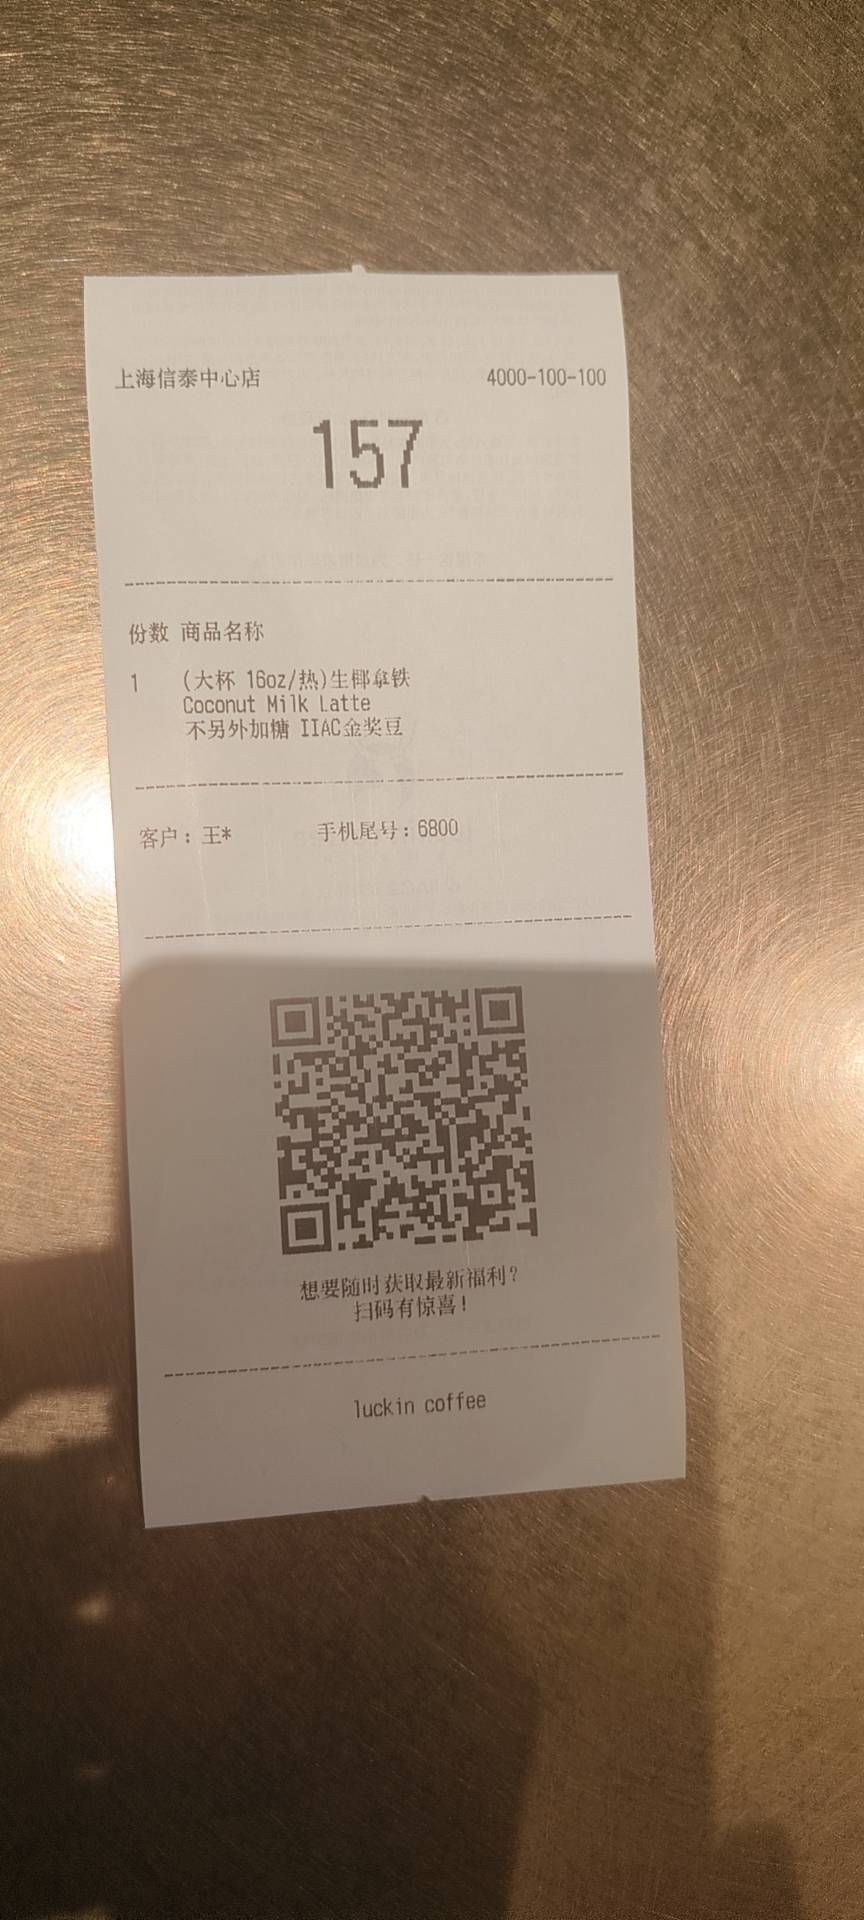 上海信泰中心店 4000-100-100
157
份数 商品名称
1 (大杯 16oz/热)生椰拿铁
Coconut Milk Latte
不另外加糖 IIAC金奖豆
客户：王* 手机尾号：6800
想要随时获取最新福利？
扫码有惊喜！
luckin coffee